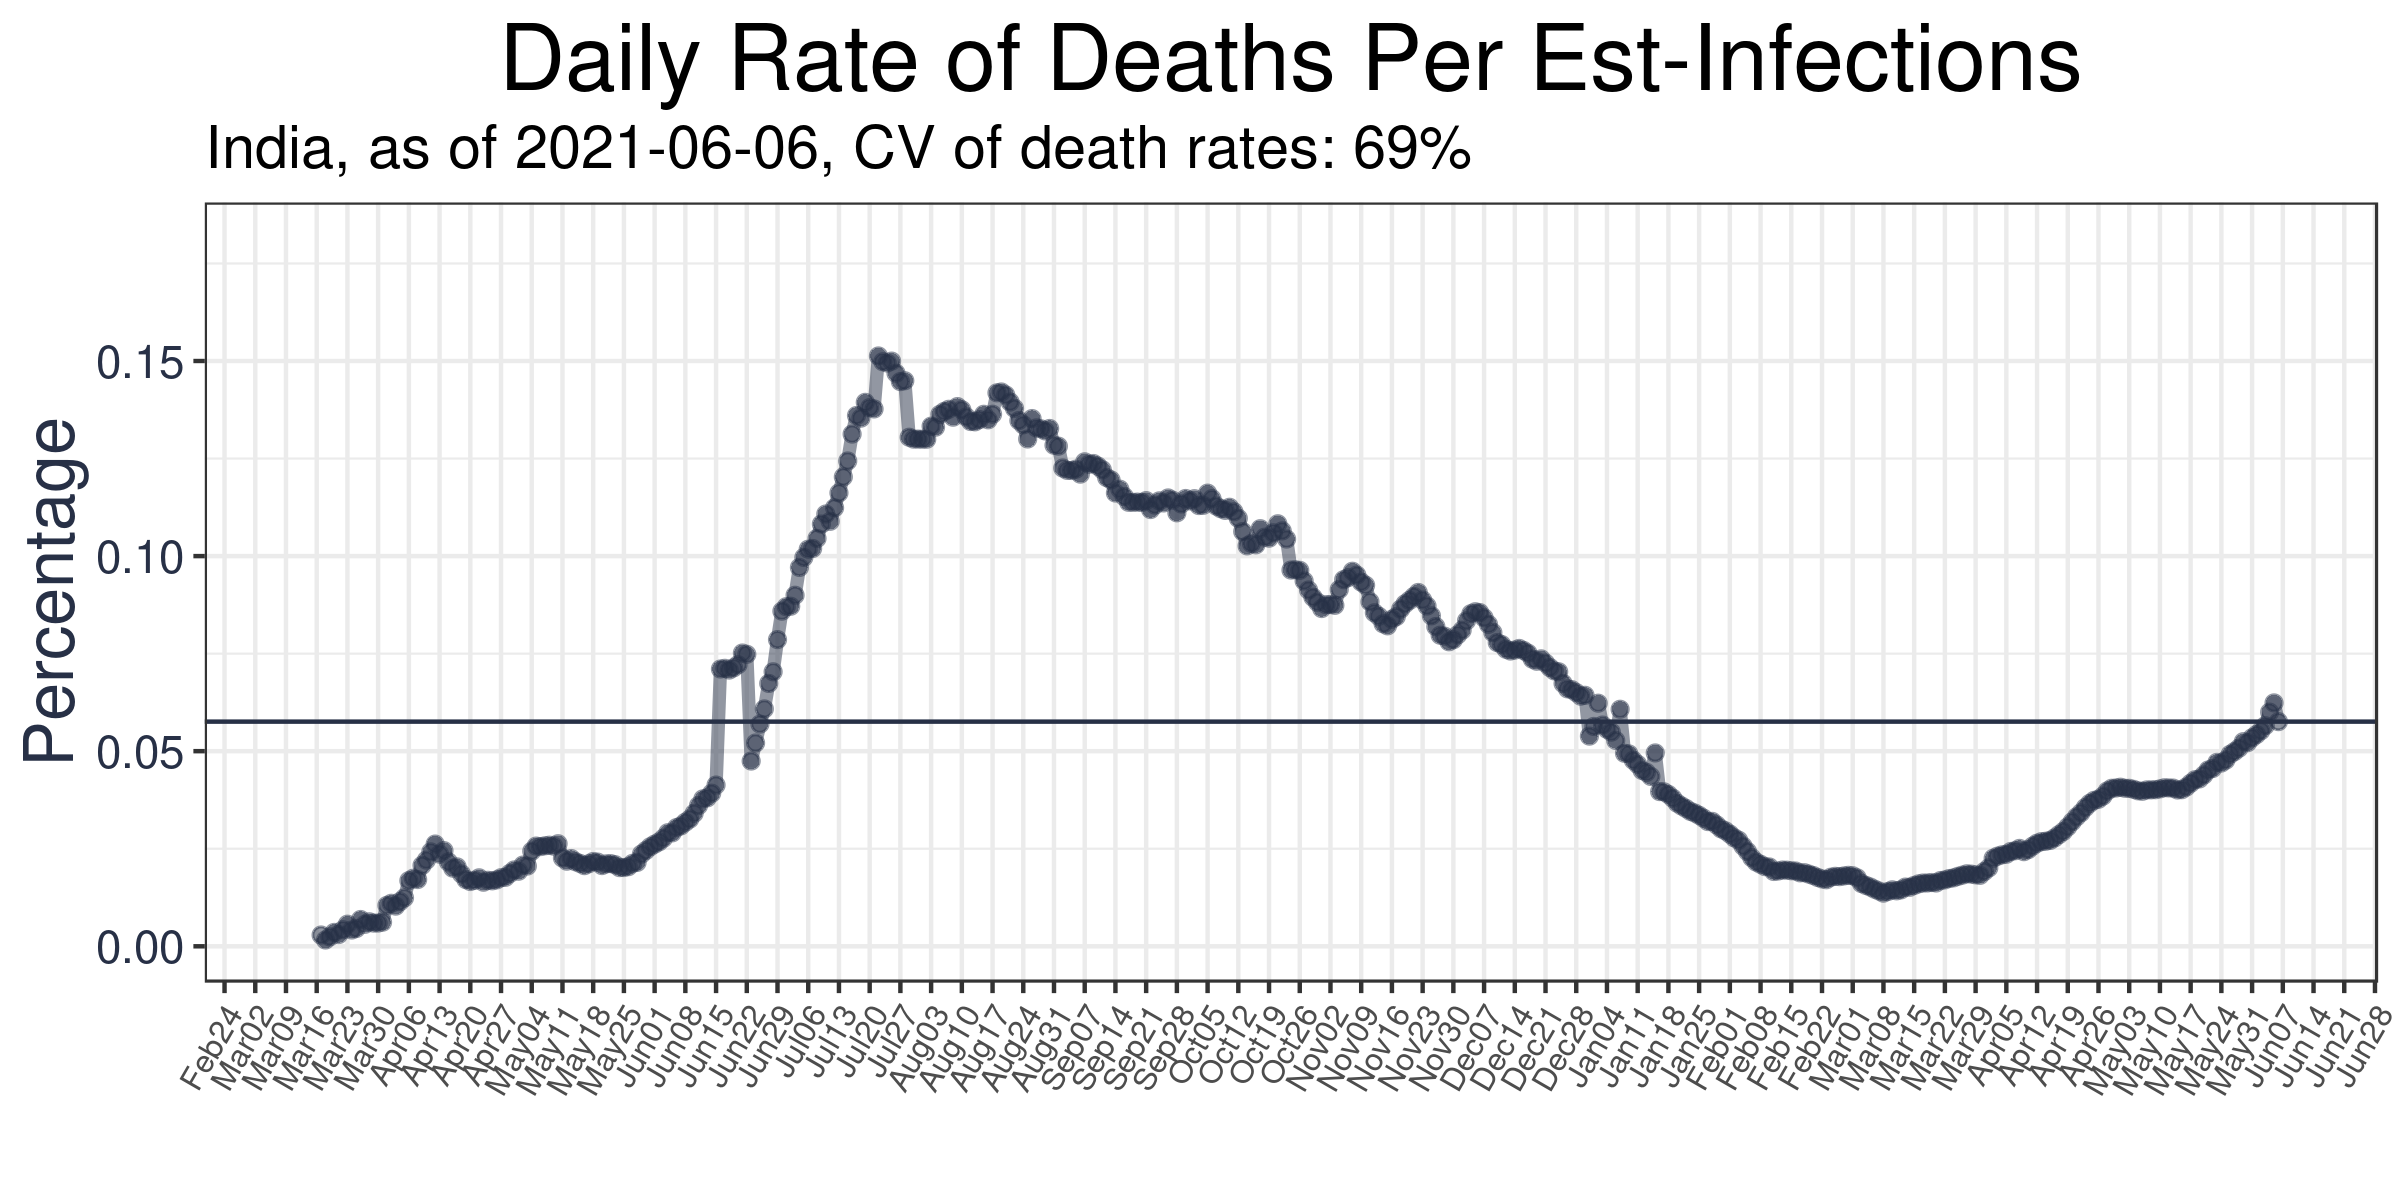 Daily Rate of Deaths Per Est-Infections
India, as of 2021-06-06, CV of death rates: 69%
Percentage
0.15
0.10
0.05
0.00
Feb24
Mar02
Mar09
Mar16
Mar23
Mar30
Apr06
Apr13
Apr20
Apr27
May04
May11
May18
May25
Jun01
Jun08
Jun15
Jun22
Jun29
Jul06
Jul13
Jul20
Jul27
Aug03
Aug10
Aug17
Aug24
Aug31
Sep07
Sep14
Sep21
Sep28
Oct05
Oct12
Oct19
Oct26
Nov02
Nov09
Nov16
Nov23
Nov30
Dec07
Dec14
Dec21
Dec28
Jan04
Jan11
Jan18
Jan25
Feb01
Feb08
Feb15
Feb22
Mar01
Mar08
Mar15
Mar22
Mar29
Apr05
Apr12
Apr19
Apr26
May03
May10
May17
May24
May31
Jun07
Jun14
Jun21
Jun28